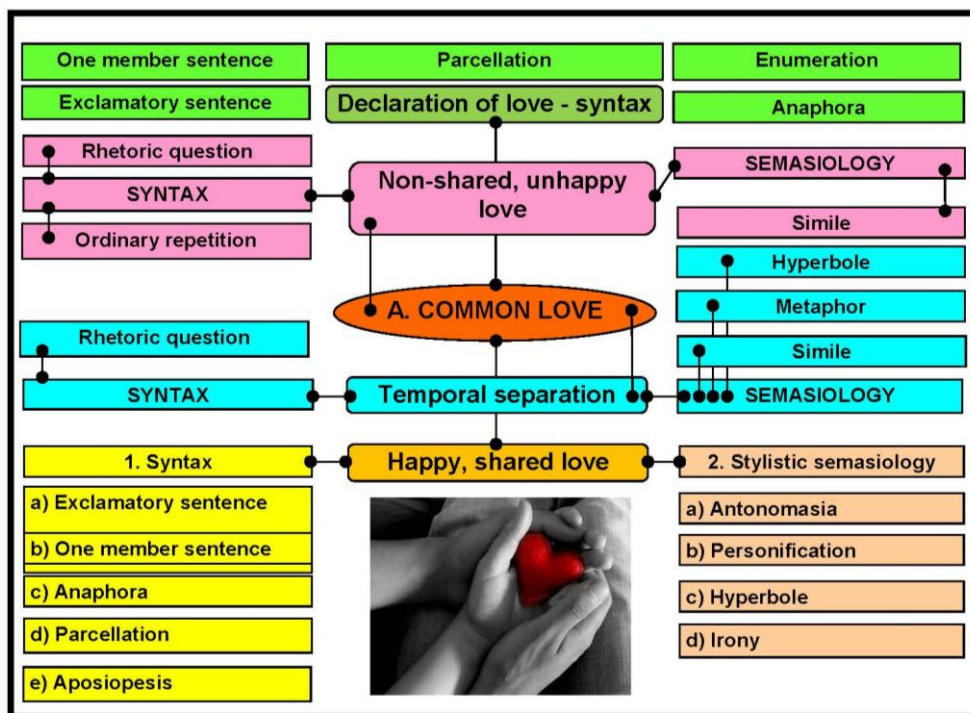 One member sentence
Parcellation
Enumeration
Exclamatory sentence
Declaration of love - syntax
Anaphora
Rhetoric question
SYNTAX
Ordinary repetition
Non-shared, unhappy
love
SEMASIOLOGY
Simile
Hyperbole
Metaphor
Simile
SEMASIOLOGY
A. COMMON LOVE
Rhetoric question
SYNTAX
Temporal separation
1. Syntax
Happy, shared love
2. Stylistic semasiology
a) Exclamatory sentence
b) One member sentence
c) Anaphora
d) Parcellation
e) Aposiopesis
a) Antonomasia
b) Personification
c) Hyperbole
d) Irony